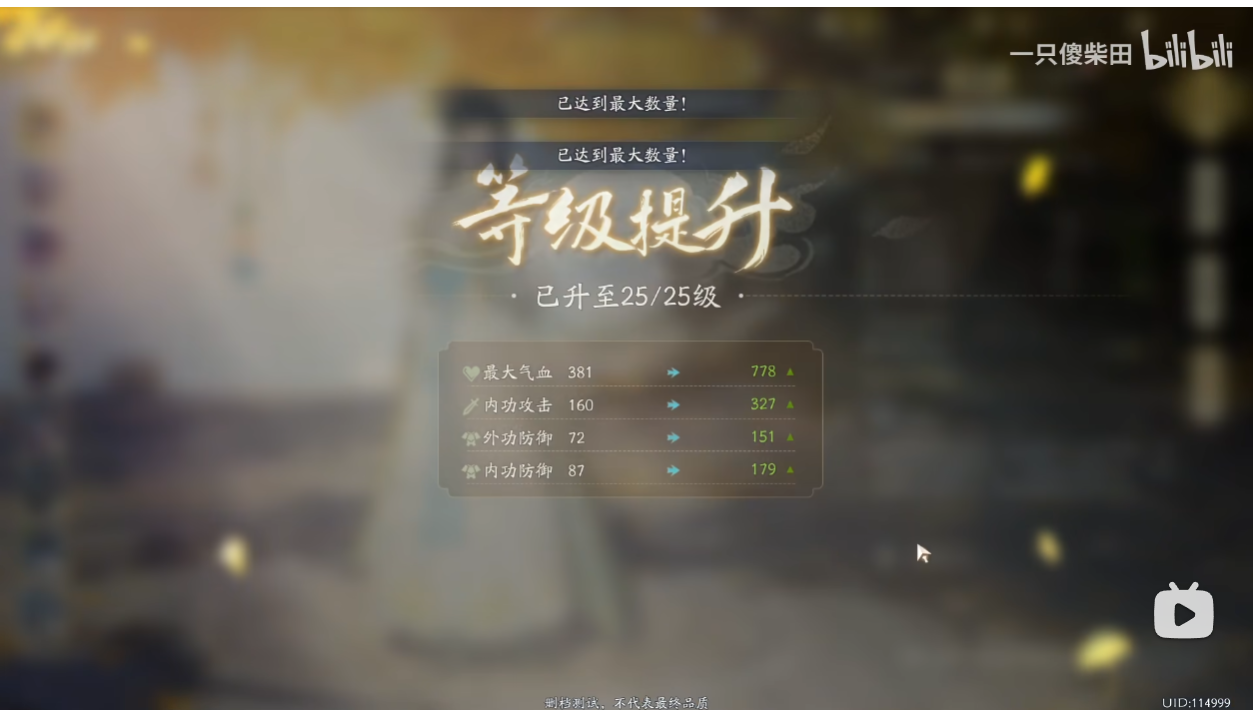 一只傻柴田 bilibili
已达到最大数量!
已达到最大数量!
等级提升
·已升至25/25级·
最大气血 381 778
内功攻击 160 327
外功防御 72 151
内功防御 87 179
删档测试，不代表最终品质
UID:114999